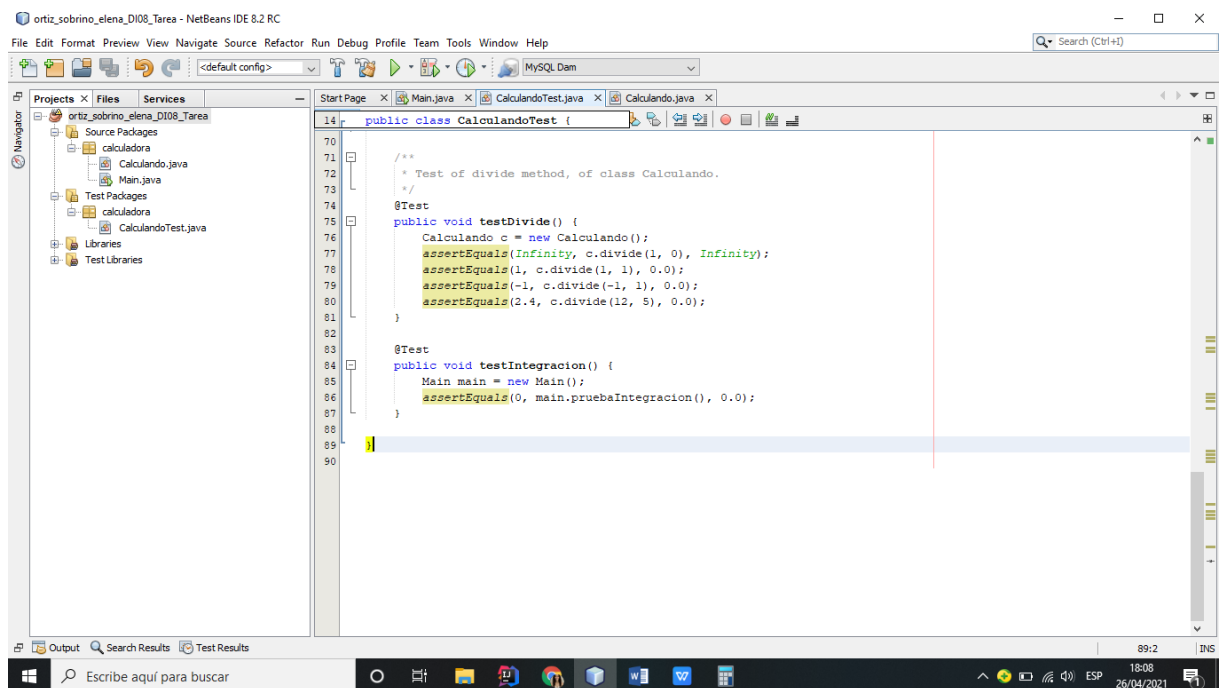 ortiz_sobrino_elena_DI08_Tarea - NetBeans IDE 8.2 RC
File Edit Format Preview View Navigate Source Refactor Run Debug Profile Team Tools Window Help
Search (Ctrl+I)
<default config>
MySQL Dam
Projects Files Services
Start Page Main.java CalculandoTest.java Calculando.java
Navigator
ortiz_sobrino_elena_DI08_Tarea
Source Packages
calculadora
Calculando.java
Main.java
Test Packages
calculadora
CalculandoTest.java
Libraries
Test Libraries
14 public class CalculandoTest {
70
71 /**
72 * Test of divide method, of class Calculando.
73 */
74 @Test
75 public void testDivide() {
76 Calculando c = new Calculando();
77 assertEquals(Infinity, c.divide(1, 0), Infinity);
78 assertEquals(1, c.divide(1, 1), 0.0);
79 assertEquals(-1, c.divide(-1, 1), 0.0);
80 assertEquals(2.4, c.divide(12, 5), 0.0);
81 }
82
83 @Test
84 public void testIntegracion() {
85 Main main = new Main();
86 assertEquals(0, main.pruebaIntegracion(), 0.0);
87 }
88
89 }
90
Output Search Results Test Results
89:2 INS
Escribe aquí para buscar
ESP
18:08
26/04/2021